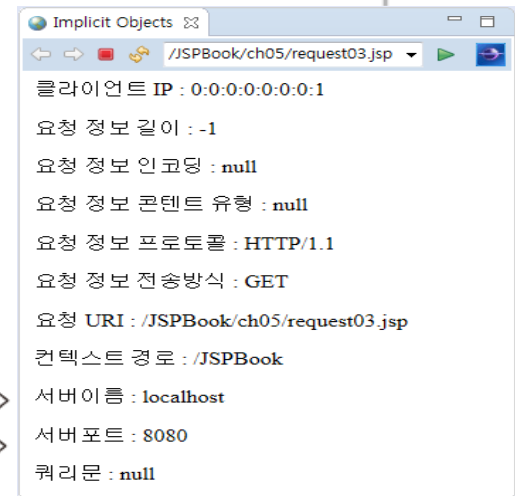 Implicit Objects
/JSPBook/ch05/request03.jsp
클라이언트 IP : 0:0:0:0:0:0:0:1
요청 정보 길이 : -1
요청 정보 인코딩 : null
요청 정보 콘텐트 유형 : null
요청 정보 프로토콜 : HTTP/1.1
요청 정보 전송방식 : GET
요청 URI : /JSPBook/ch05/request03.jsp
컨텍스트 경로 : /JSPBook
서버이름 : localhost
서버포트 : 8080
쿼리문 : null